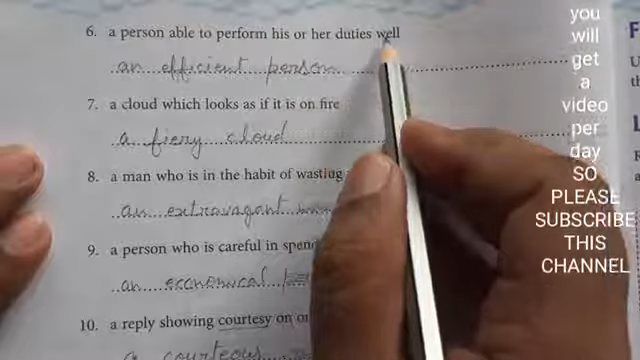 6. a person able to perform his or her duties well
an efficient person
7. a cloud which looks as if it is on fire
a fiery cloud
8. a man who is in the habit of wasting
an extravagant
9. a person who is careful in spen
an economical
10. a reply showing courtesy on
a courteous
you
will
get
a
video
per
day
SO
PLEASE
SUBSCRIBE
THIS
CHANNEL